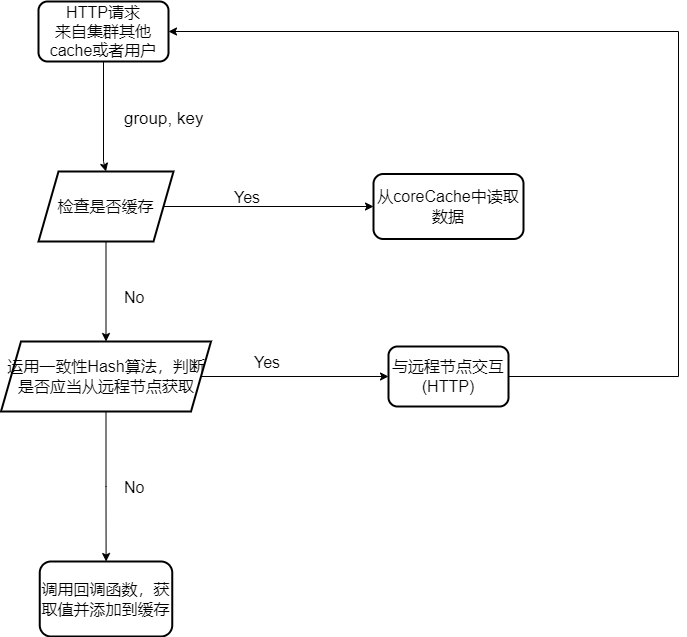 HTTP请求
来自集群其他
cache或者用户
group, key
检查是否缓存
Yes
从coreCache中读取
数据
No
运用一致性Hash算法，判断
是否应当从远程节点获取
Yes
与远程节点交互
(HTTP)
No
调用回调函数，获
取值并添加到缓存